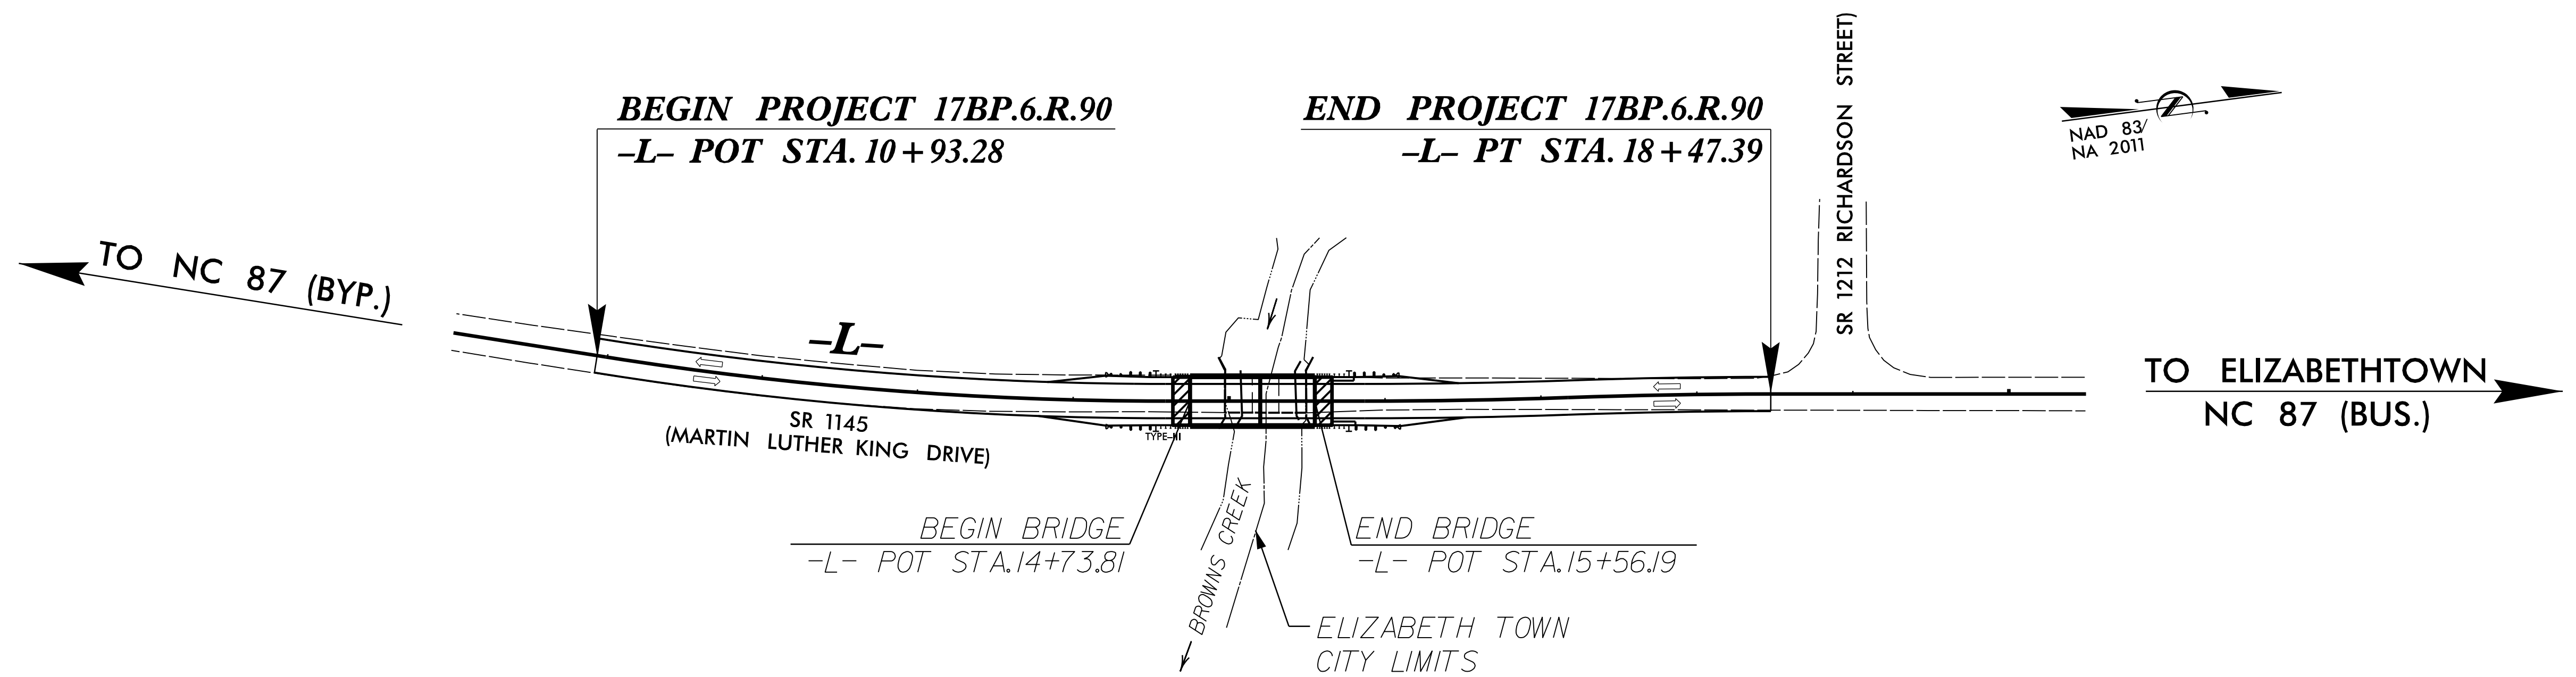 BEGIN PROJECT 17BP.6.R.90
–L– POT STA. 10+93.28
END PROJECT 17BP.6.R.90
–L– PT STA. 18+47.39
SR 1212 RICHARDSON STREET)
NAD 83/
NA 2011
TO NC 87 (BYP.)
–L–
SR 1145
(MARTIN LUTHER KING DRIVE)
TYPE–III
TO ELIZABETHTOWN
NC 87 (BUS.)
BEGIN BRIDGE
-L- POT STA.14+73.81
END BRIDGE
-L- POT STA.15+56.19
BROWNS CREEK
ELIZABETH TOWN
CITY LIMITS